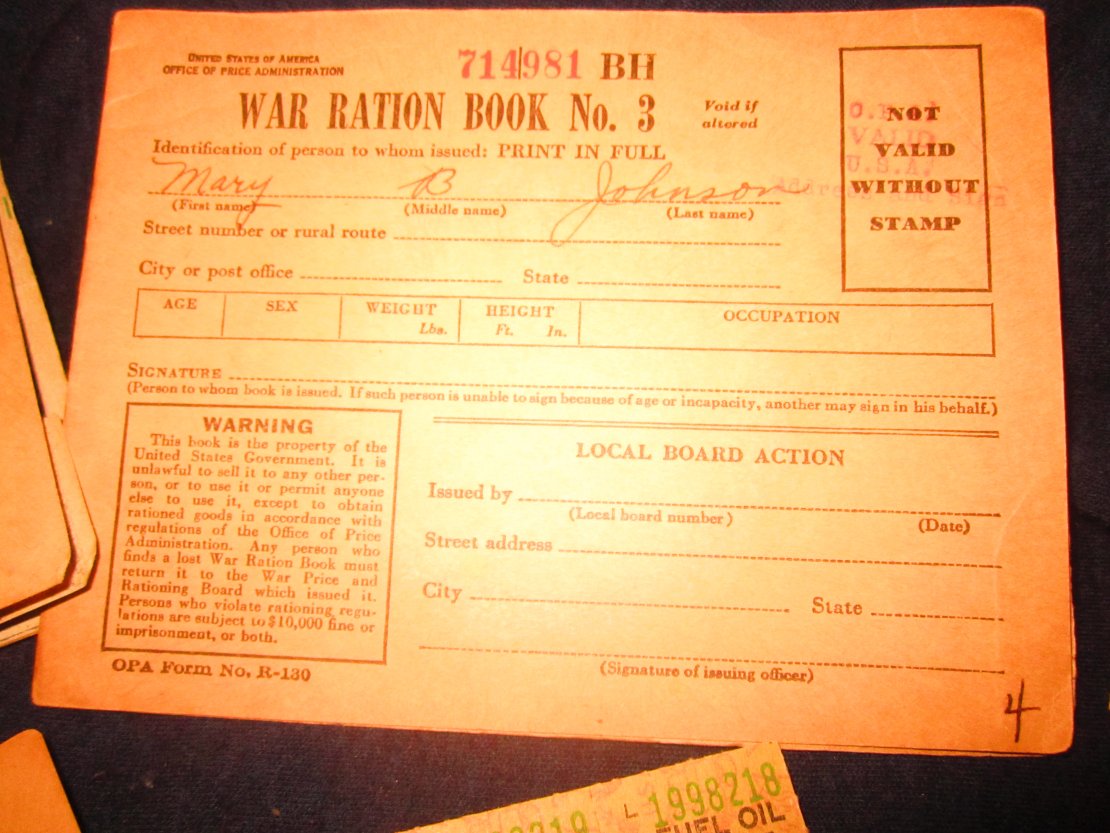 UNITED STATES OF AMERICA
OFFICE OF PRICE ADMINISTRATION
714981 BH
WAR RATION BOOK No. 3
Void if
altered
Identification of person to whom issued: PRINT IN FULL
Mary B Johnson
(First name) (Middle name) (Last name)
Street number or rural route
City or post office State
AGE SEX WEIGHT Lbs. HEIGHT Ft. In. OCCUPATION
NOT
VALID
WITHOUT
STAMP
VALID
U.S.A.
SIGNATURE
(Person to whom book is issued. If such person is unable to sign because of age or incapacity, another may sign in his behalf.)
WARNING
This book is the property of the
United States Government. It is
unlawful to sell it to any other per-
son, or to use it or permit anyone
else to use it, except to obtain
rationed goods in accordance with
regulations of the Office of Price
Administration. Any person who
finds a lost War Ration Book must
return it to the War Price and
Rationing Board which issued it.
Persons who violate rationing regu-
lations are subject to $10,000 fine or
imprisonment, or both.
OPA Form No. R-130
LOCAL BOARD ACTION
Issued by
(Local board number) (Date)
Street address
City State
(Signature of issuing officer)
4
L 1998218
FUEL OIL